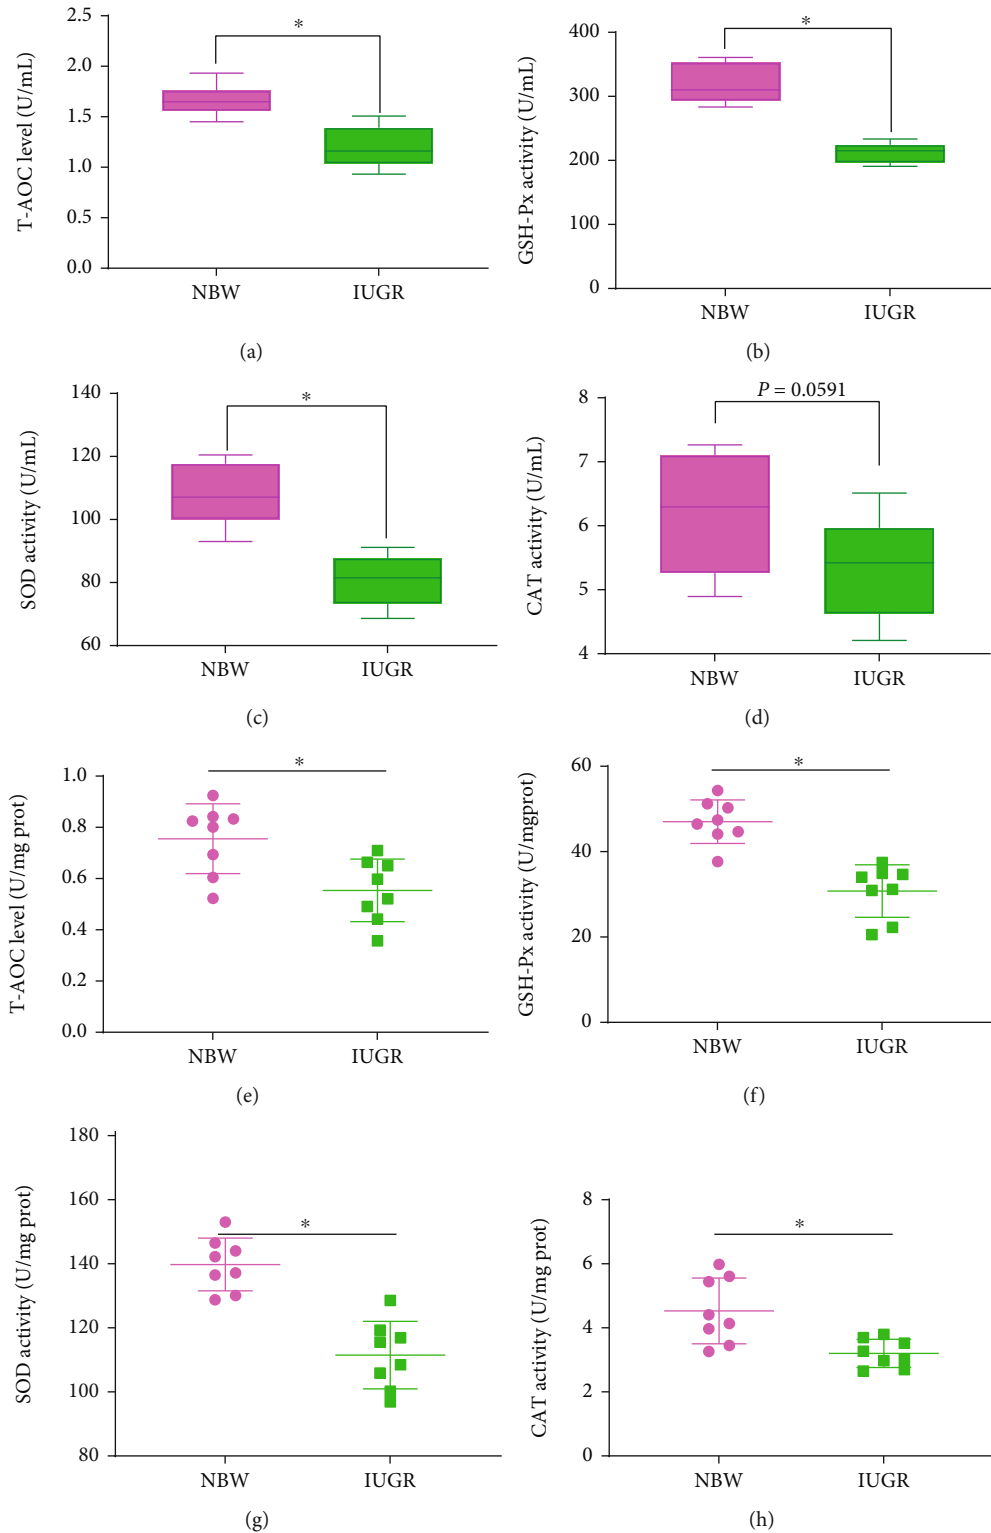 2.5
2.0
1.5
1.0
0.5
0.0
T-AOC level (U/mL)
*
NBW
IUGR
(a)
400
300
200
100
0
GSH-Px activity (U/mL)
*
NBW
IUGR
(b)
140
120
100
80
60
SOD activity (U/mL)
*
NBW
IUGR
(c)
8
7
6
5
4
CAT activity (U/mL)
P = 0.0591
NBW
IUGR
(d)
1.0
0.8
0.6
0.4
0.2
0.0
T-AOC level (U/mg prot)
*
NBW
IUGR
(e)
60
40
20
0
GSH-Px activity (U/mgprot)
*
NBW
IUGR
(f)
180
160
140
120
100
80
SOD activity (U/mg prot)
*
NBW
IUGR
(g)
8
6
4
2
0
CAT activity (U/mg prot)
*
NBW
IUGR
(h)